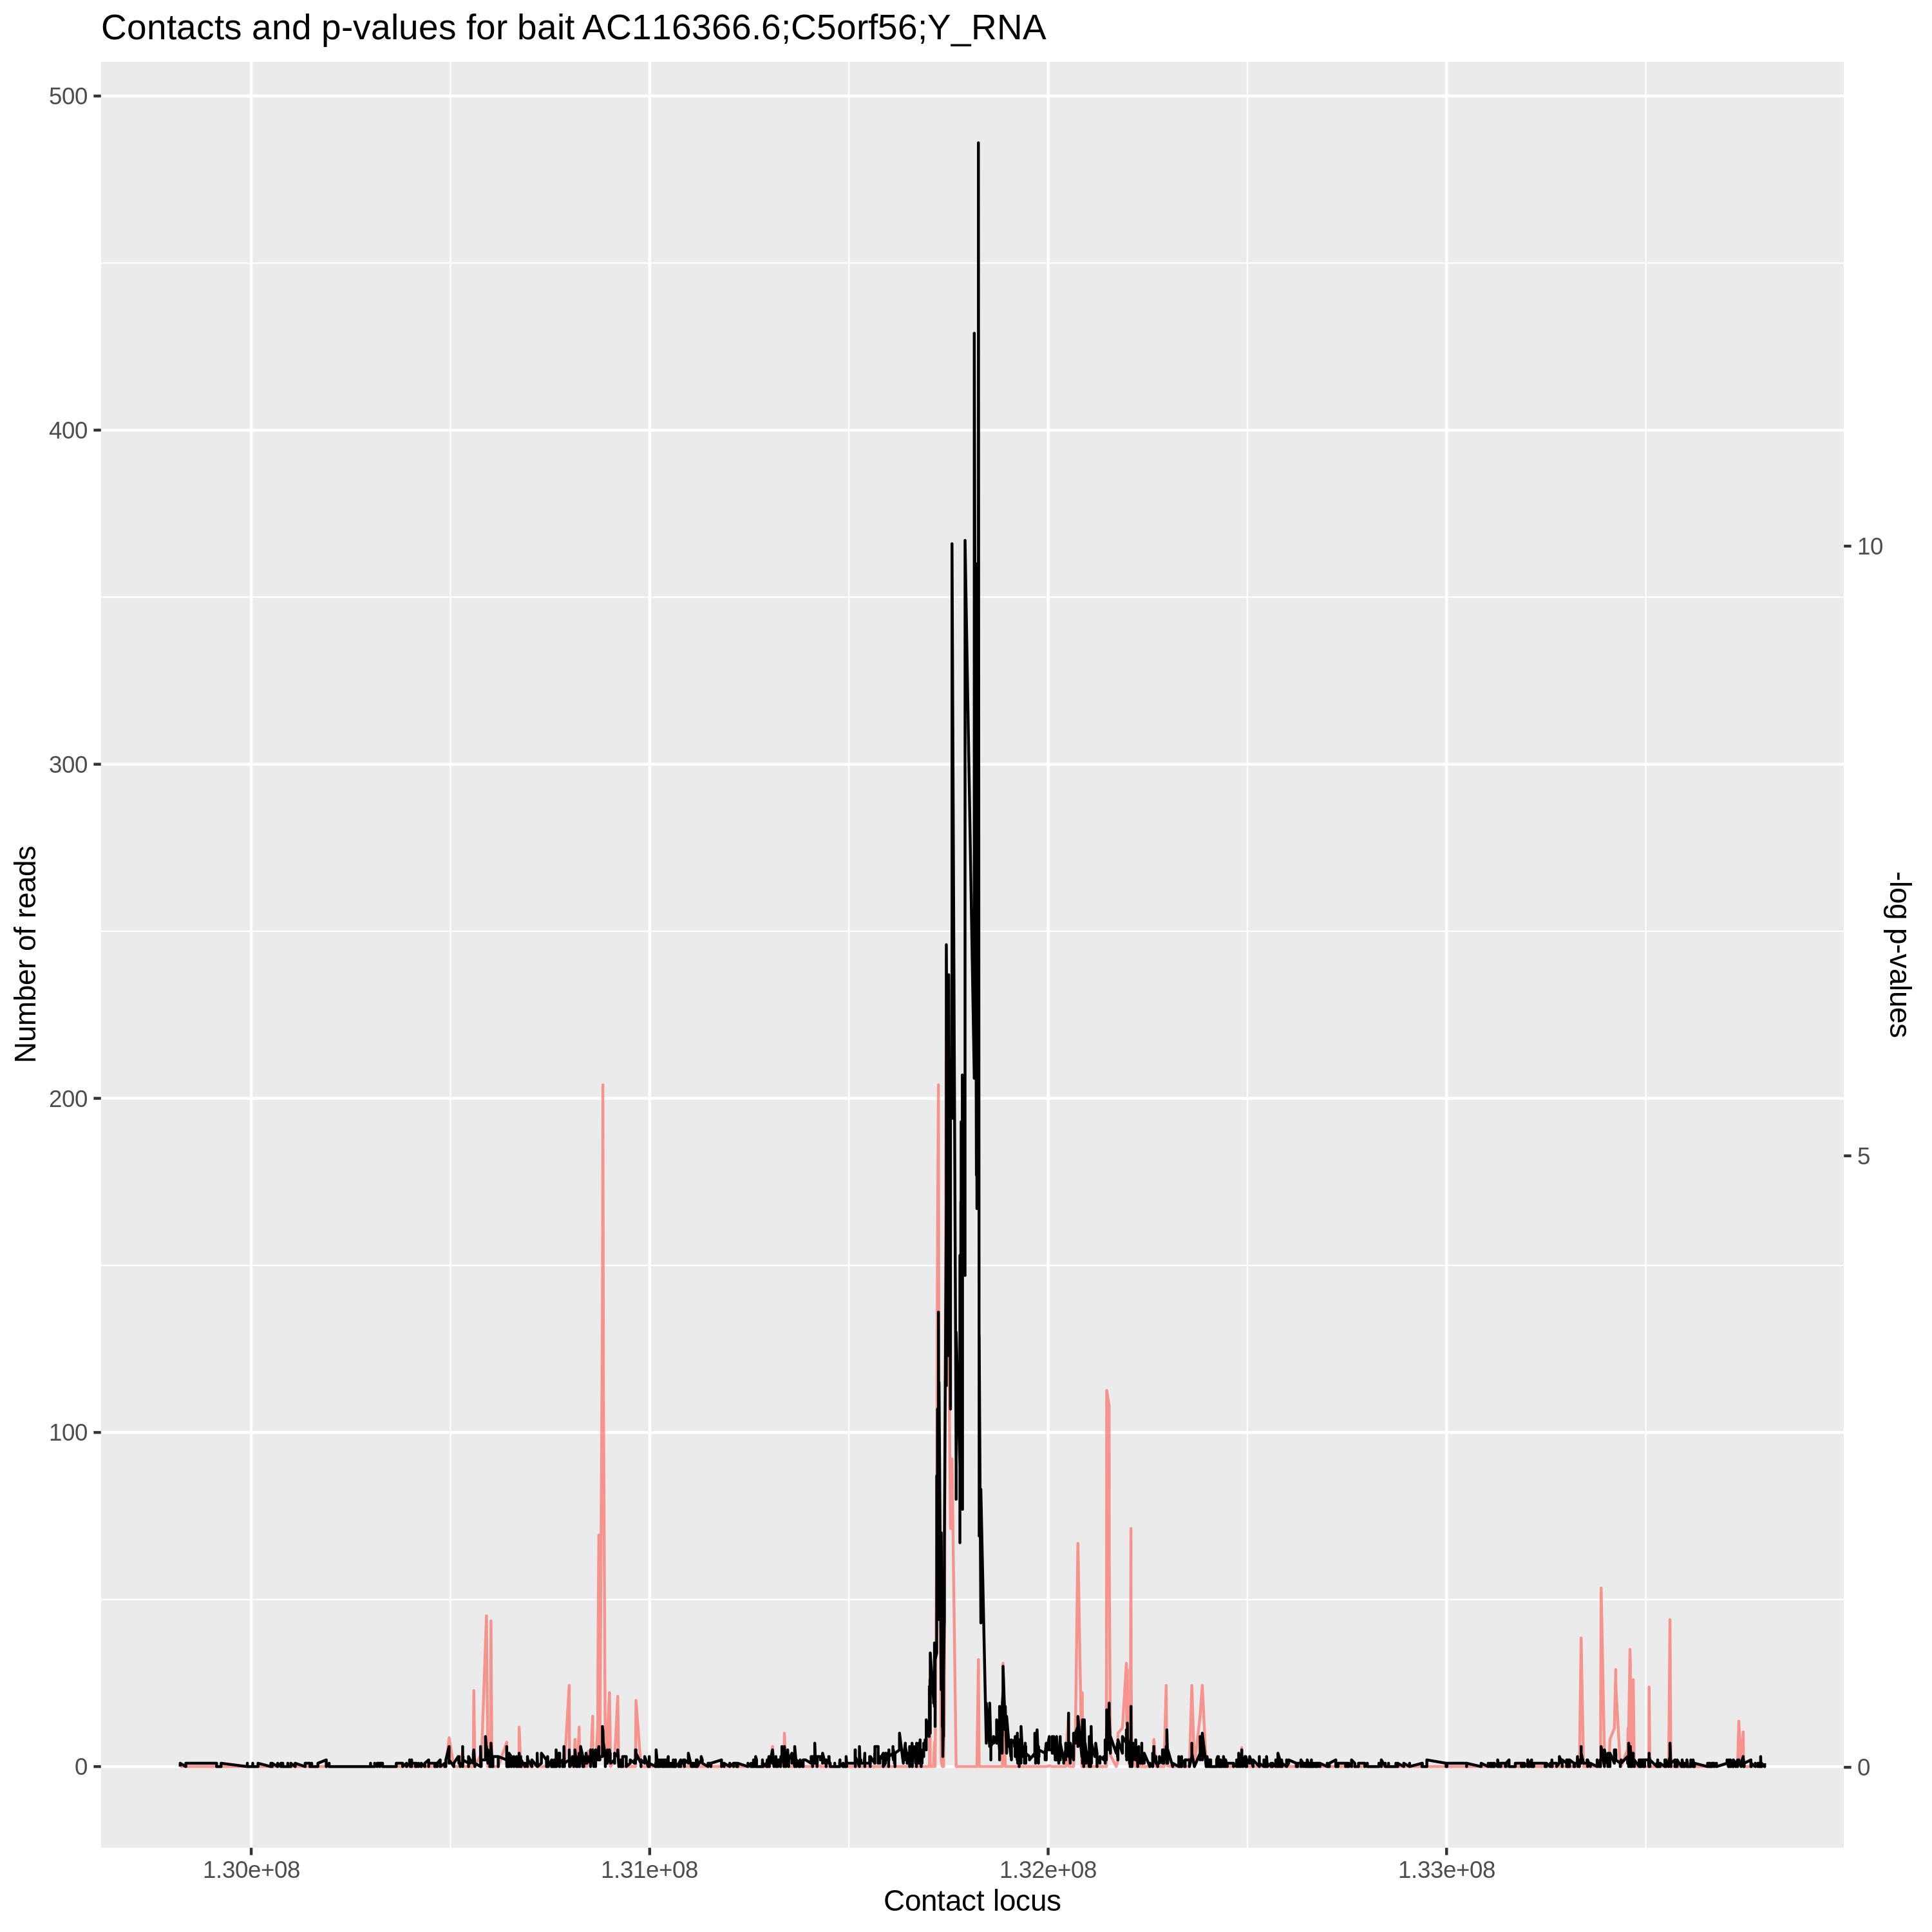 Contacts and p-values for bait AC116366.6;C5orf56;Y_RNA
500
400
300
200
100
0
Number of reads
10
5
0
-log p-values
1.30e+08
1.31e+08
1.32e+08
1.33e+08
Contact locus